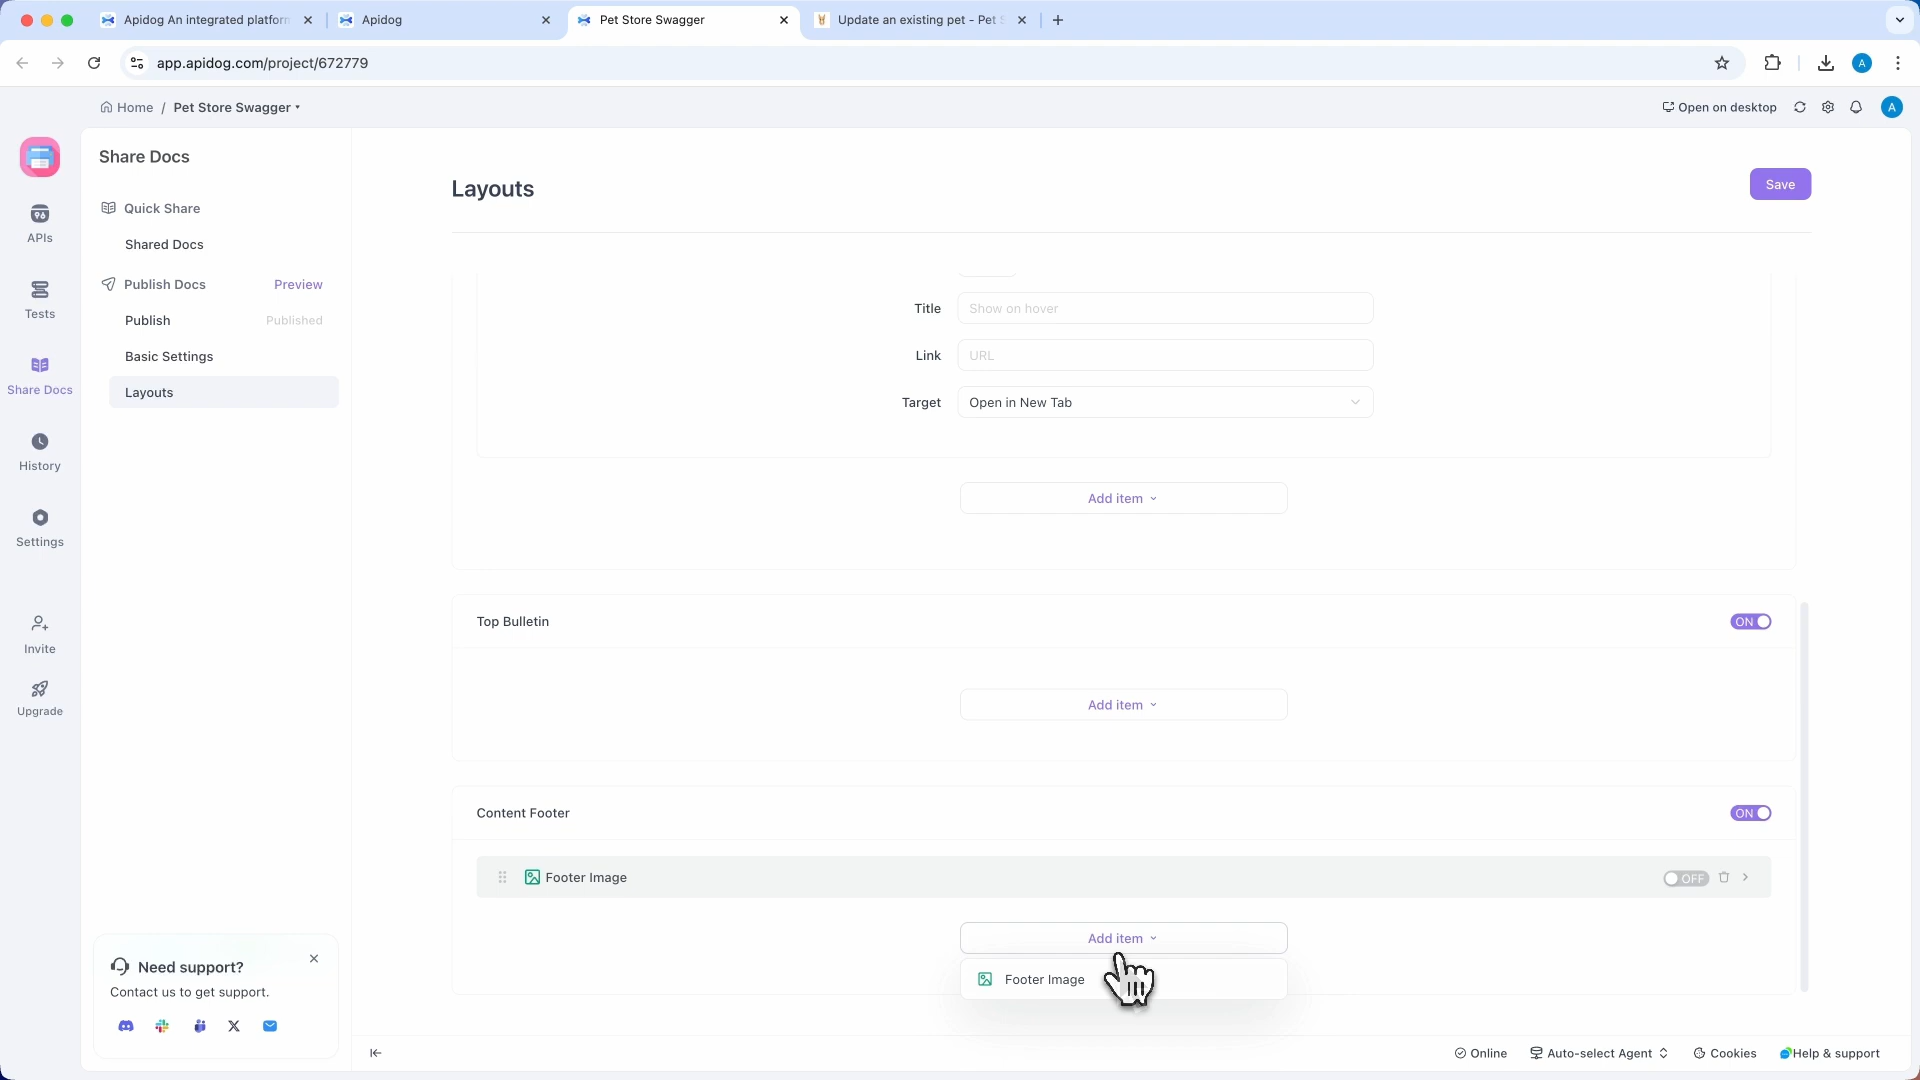 Apidog An integrated platform
Apidog
Pet Store Swagger
Update an existing pet - Pet S
app.apidog.com/project/672779
A
Home / Pet Store Swagger
Open on desktop
A
Share Docs
Quick Share
Shared Docs
Publish Docs
Preview
Publish
Published
Basic Settings
Layouts
APIs
Tests
Share Docs
History
Settings
Invite
Upgrade
Layouts
Save
Title
Show on hover
Link
URL
Target
Open in New Tab
Add item
Top Bulletin
ON
Add item
Content Footer
ON
Footer Image
OFF
Add item
Footer Image
Need support?
Contact us to get support.
Online
Auto-select Agent
Cookies
Help & support